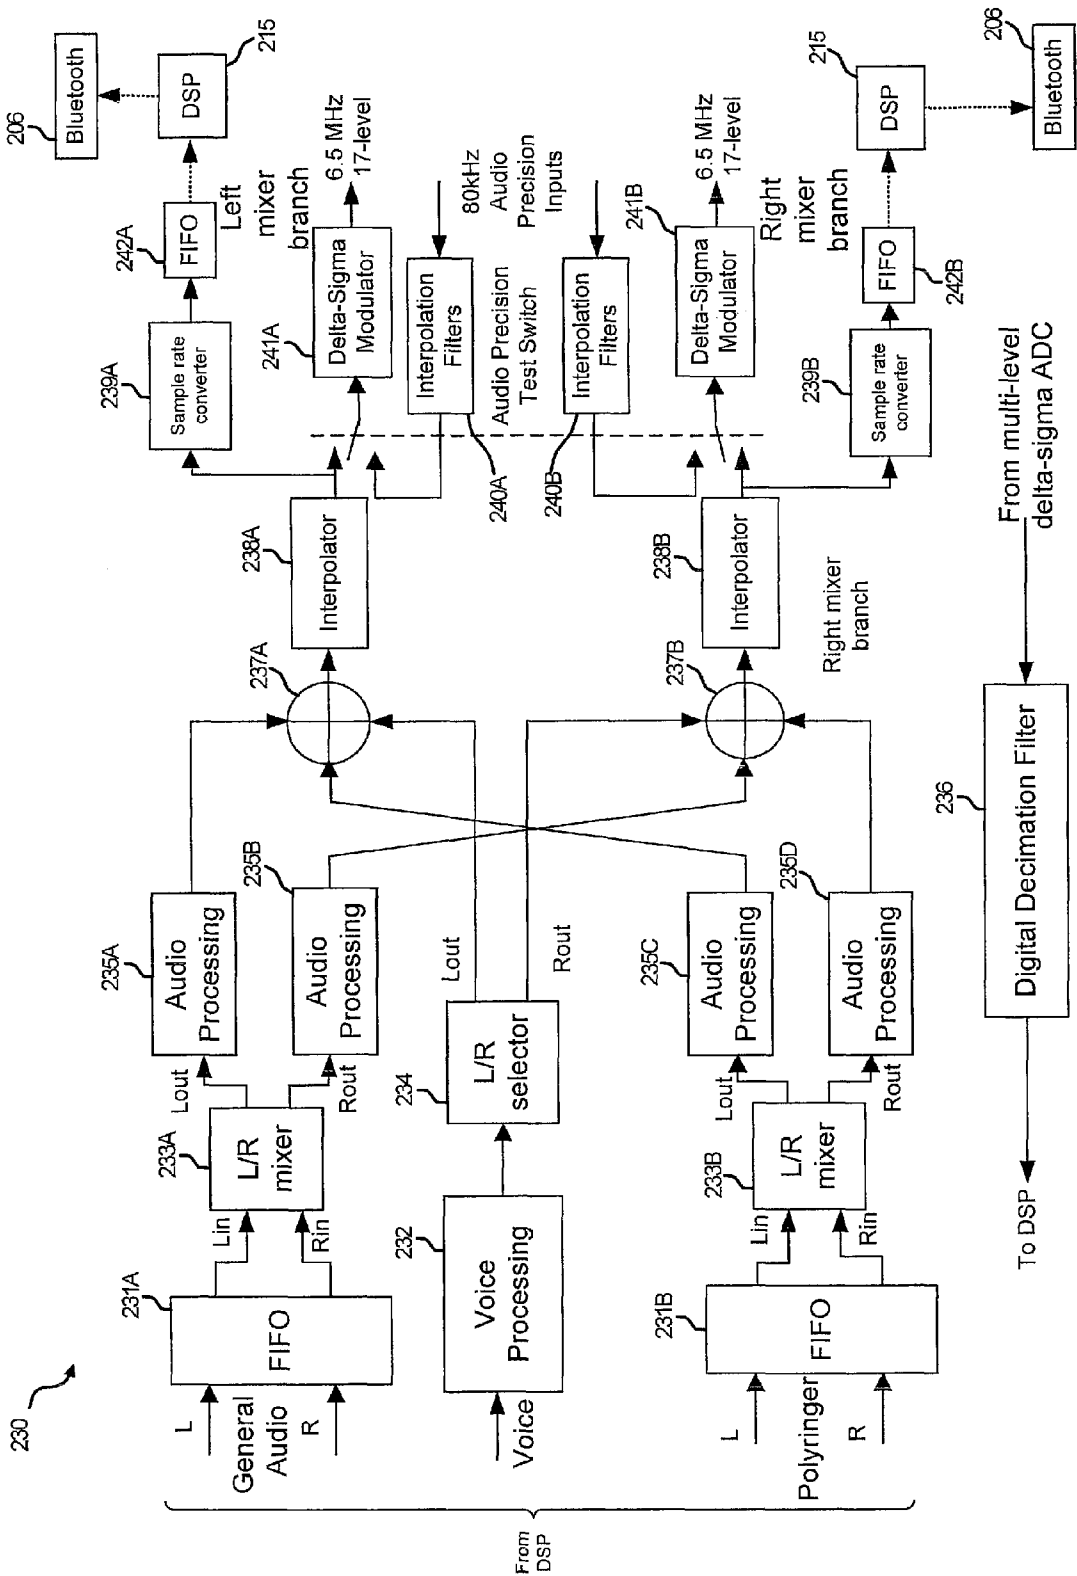 230
From
DSP
L
General
Audio
R
231A
FIFO
Lin
Rin
233A
L/R
mixer
Lout
Rout
235A
Audio
Processing
235B
Audio
Processing
Voice
232
Voice
Processing
234
L/R
selector
Lout
Rout
L
Polyringer
R
231B
FIFO
Lin
Rin
233B
L/R
mixer
Lout
Rout
235C
Audio
Processing
235D
Audio
Processing
237A
237B
238A
Interpolator
238B
Interpolator
Right mixer
branch
239A
Sample rate
converter
242A
FIFO
DSP
215
206
Bluetooth
Left
mixer
branch
241A
Delta-Sigma
Modulator
6.5 MHz
17-level
Interpolation
Filters
240A
Audio Precision
Test Switch
80kHz
Audio
Precision
Inputs
Interpolation
Filters
240B
241B
Delta-Sigma
Modulator
6.5 MHz
17-level
Right mixer
branch
239B
Sample rate
converter
FIFO
242B
215
DSP
206
Bluetooth
From multi-level
delta-sigma ADC
236
Digital Decimation Filter
To DSP